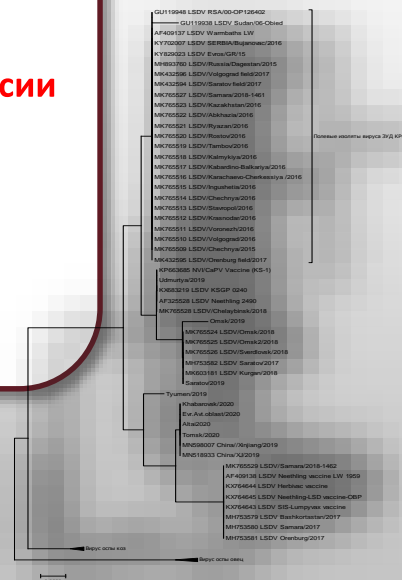 ссии
GU119948 LSDV RSA/00-OP126402
GU119938 LSDV Sudan/06-Obied
AF409137 LSDV Warmbaths LW
KY702007 LSDV SERBIA/Bujanovac/2016
KY829023 LSDV Evros/GR/15
MH893760 LSDV/Russia/Dagestan/2015
MK432596 LSDV/Volgograd field/2017
MK432594 LSDV/Saratov field/2017
MK765527 LSDV/Samara/2018-1461
MK765523 LSDV/Kazakhstan/2016
MK765522 LSDV/Abkhazia/2016
MK765521 LSDV/Ryazan/2016
MK765520 LSDV/Rostov/2016
MK765519 LSDV/Tambov/2016
MK765518 LSDV/Kalmykiya/2016
MK765517 LSDV/Kabardino-Balkariya/2016
MK765516 LSDV/Karachaevo-Cherkessiya /2016
MK765515 LSDV/Ingushetia/2016
MK765514 LSDV/Chechnya/2016
MK765513 LSDV/Stavropol/2016
MK765512 LSDV/Krasnodar/2016
MK765511 LSDV/Voronezh/2016
MK765510 LSDV/Volgograd/2016
MK765509 LSDV/Chechnya/2015
MK432595 LSDV/Orenburg field/2017
Полевые изоляты вируса ЗУД КРС
KP663685 NVI/CaPV Vaccine (KS-1)
Udmurtya/2019
KX683219 LSDV KSGP 0240
AF325528 LSDV Neethling 2490
MK765528 LSDV/Chelaybinsk/2018
Omsk/2019
MK765524 LSDV/Omsk/2018
MK765525 LSDV/Omsk2/2018
MK765526 LSDV/Sverdlovsk/2018
MH753582 LSDV Saratov/2017
MK603181 LSDV Kurgan/2018
Saratov/2019
Tyumen/2019
Khabarovsk/2020
Evr.Avt.oblast/2020
Altai2020
Tomsk/2020
MN598007 China//Xinjiang/2019
MN518933 China/XJ/2019
MK765529 LSDV/Samara/2018-1462
AF409138 LSDV Neethling vaccine LW 1959
KX764644 LSDV Herbivac vaccine
KX764645 LSDV Neethling-LSD vaccine-OBP
KX764643 LSDV SIS-Lumpyvax vaccine
MH753579 LSDV Bashkortostan/2017
MH753580 LSDV Samara/2017
MH753581 LSDV Orenburg/2017
Вирус оспы коз
Вирус оспы овец